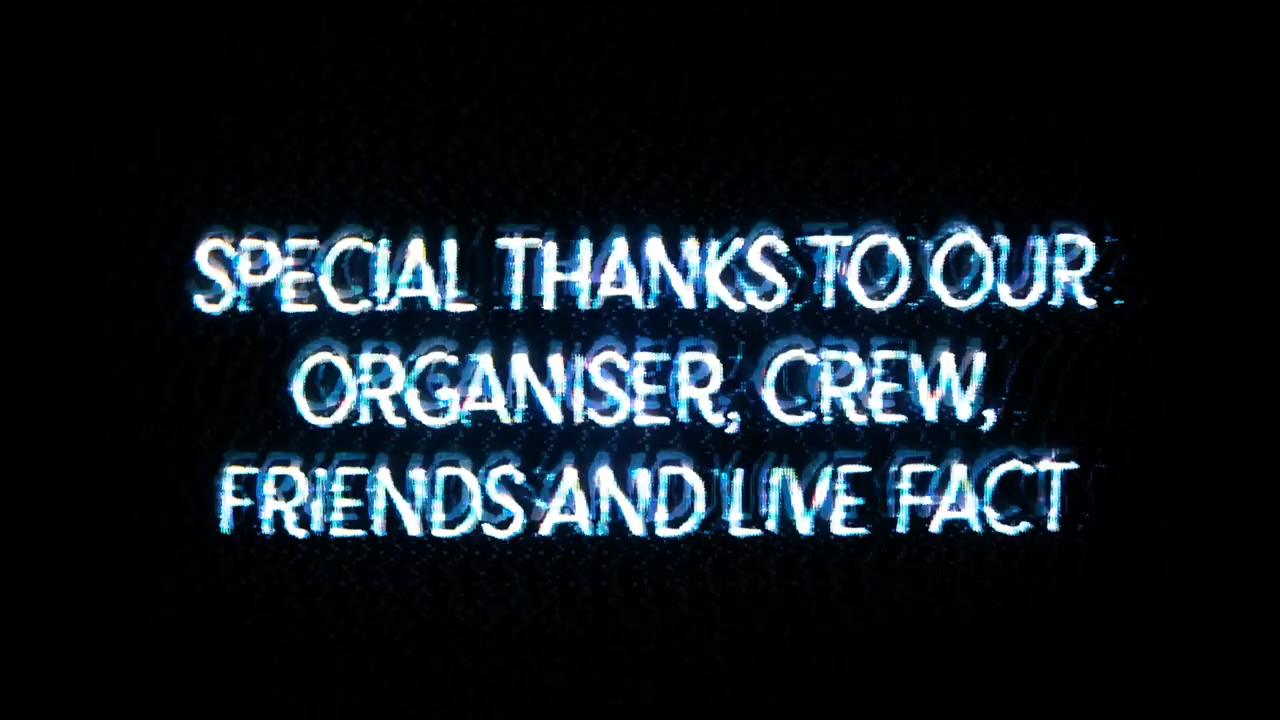 SPECIAL THANKS TO OUR
ORGANISER, CREW,
FRIENDS AND LIVE FACT